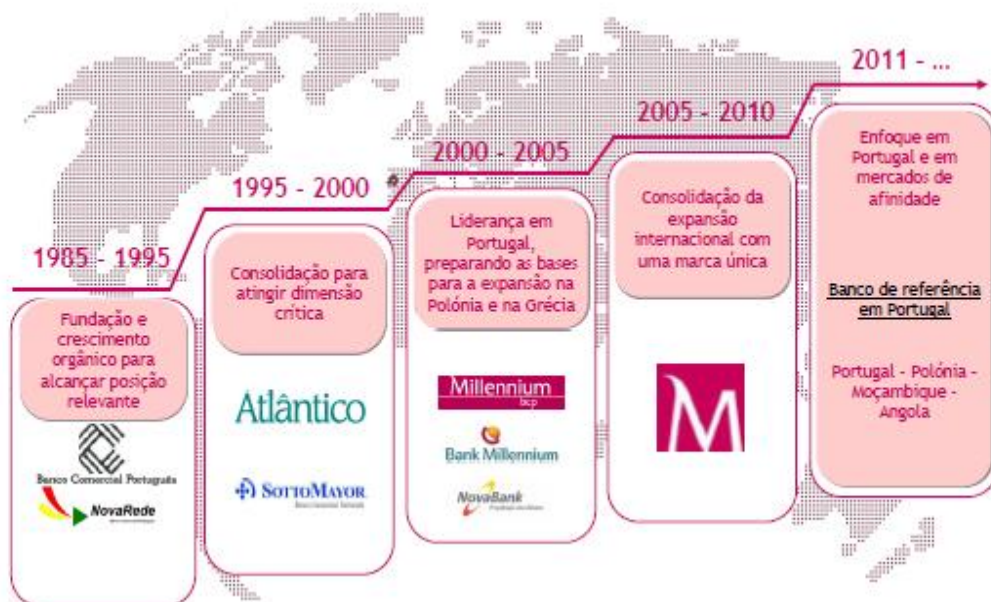 1985 - 1995
Fundação e
crescimento
orgânico para
alcançar posição
relevante
Banco Comercial Português
NovaRede
1995 - 2000
Consolidação para
atingir dimensão
crítica
Atlântico
SOTTOMAYOR
2000 - 2005
Liderança em
Portugal,
preparando as bases
para a expansão na
Polónia e na Grécia
Millennium
bcp
Bank Millennium
NovaBank
2005 - 2010
Consolidação da
expansão
internacional com
uma marca única
M
2011 - ...
Enfoque em
Portugal e em
mercados de
afinidade
Banco de referência
em Portugal
Portugal - Polónia -
Moçambique -
Angola